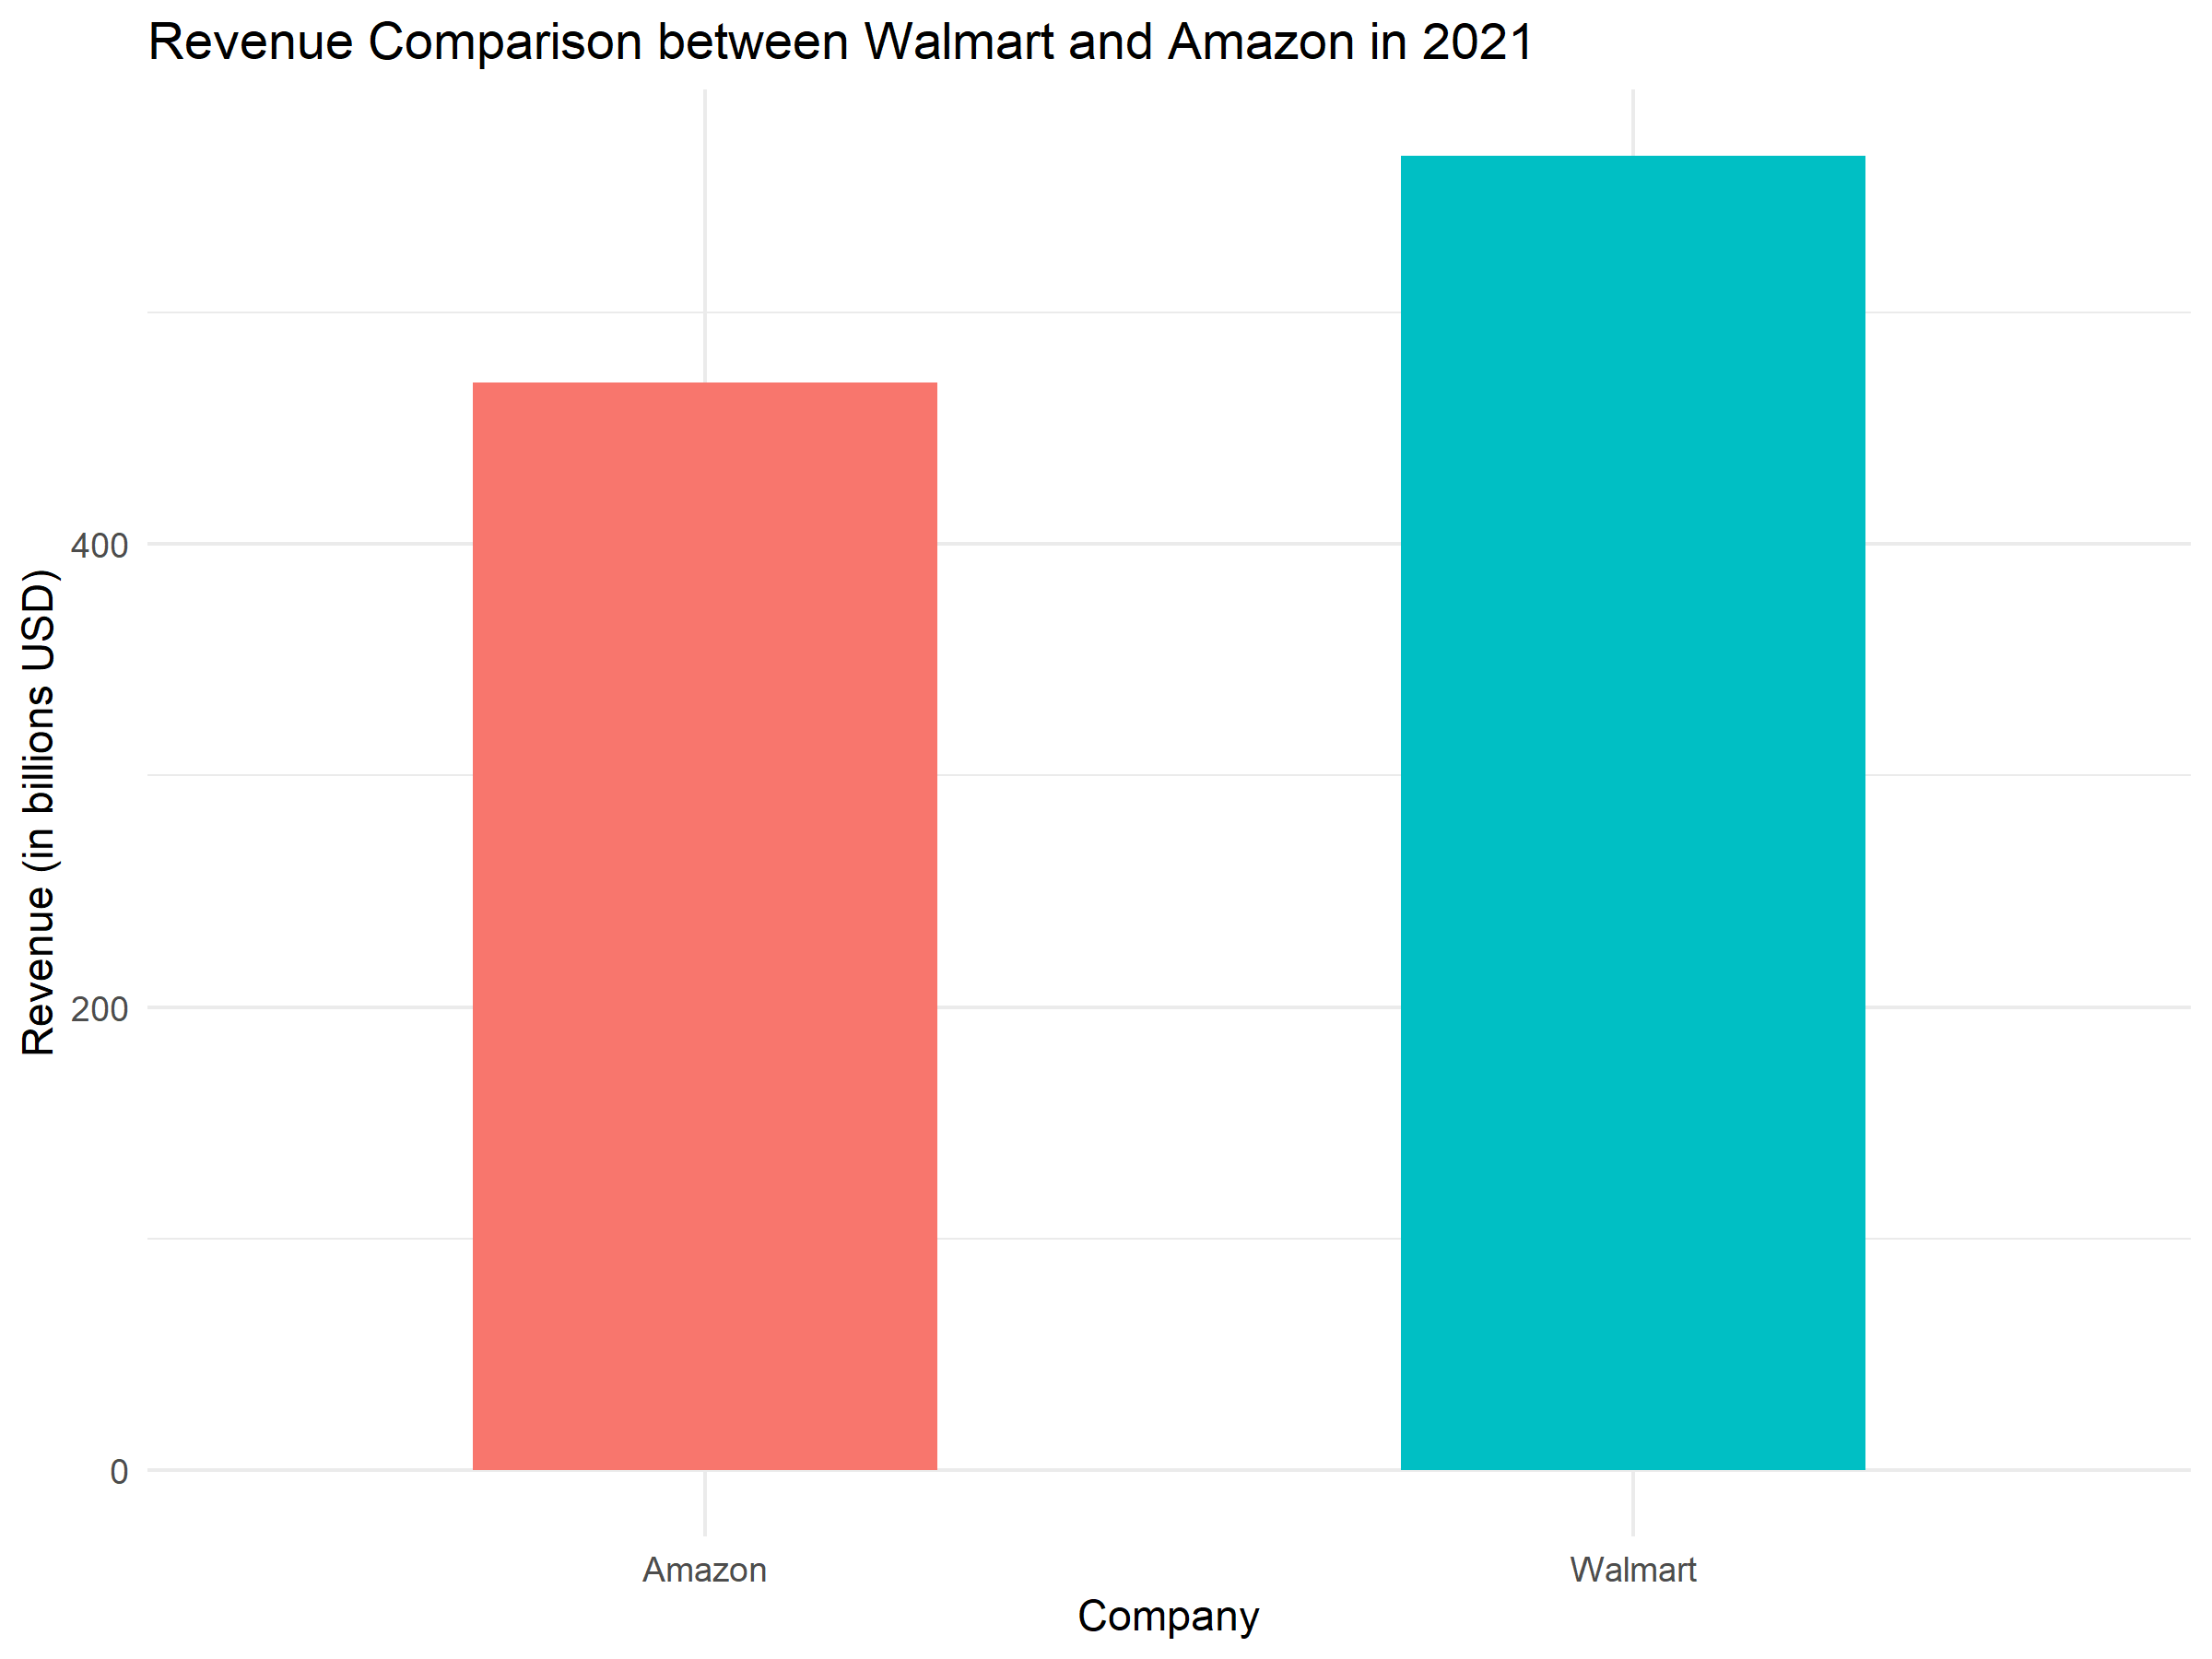 Revenue Comparison between Walmart and Amazon in 2021
Revenue (in billions USD)
400
200
0
Amazon
Walmart
Company